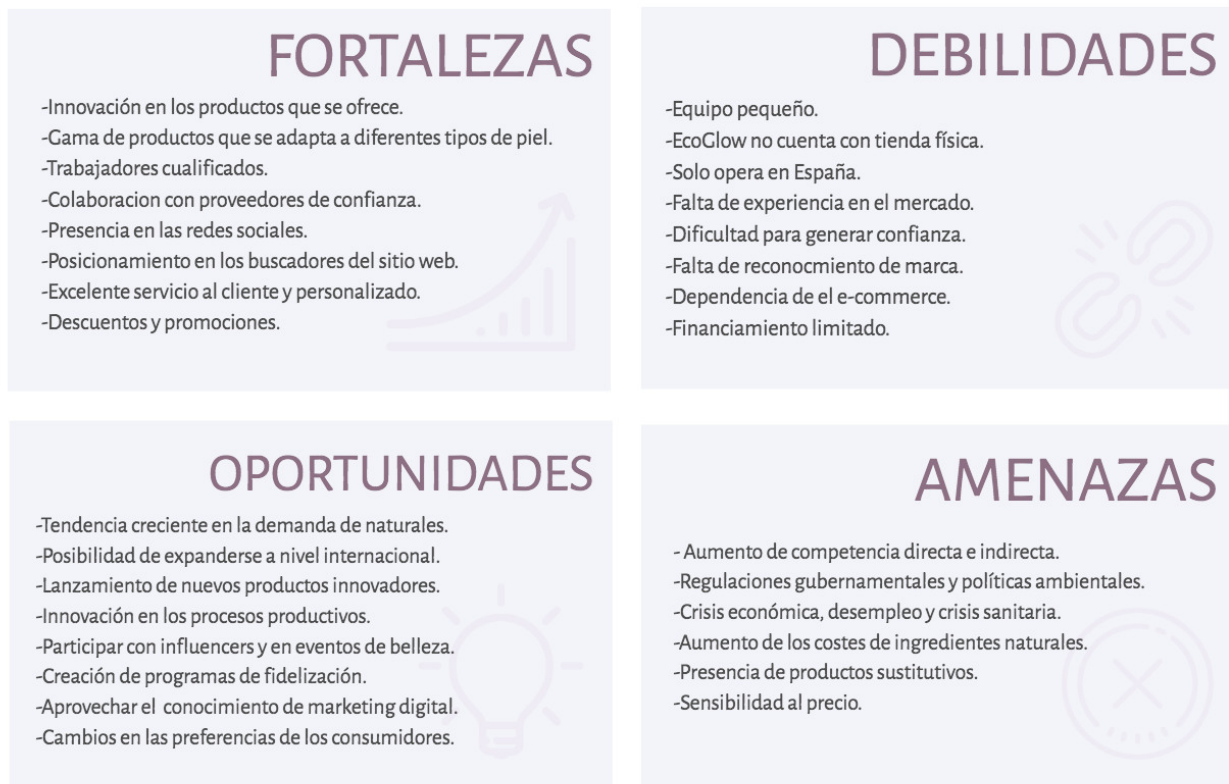 FORTALEZAS
-Innovación en los productos que se ofrece.
-Gama de productos que se adapta a diferentes tipos de piel.
-Trabajadores cualificados.
-Colaboracion con proveedores de confianza.
-Presencia en las redes sociales.
-Posicionamiento en los buscadores del sitio web.
-Excelente servicio al cliente y personalizado.
-Descuentos y promociones.
DEBILIDADES
-Equipo pequeño.
-EcoGlow no cuenta con tienda física.
-Solo opera en España.
-Falta de experiencia en el mercado.
-Dificultad para generar confianza.
-Falta de reconocmiento de marca.
-Dependencia de el e-commerce.
-Financiamiento limitado.
OPORTUNIDADES
-Tendencia creciente en la demanda de naturales.
-Posibilidad de expanderse a nivel internacional.
-Lanzamiento de nuevos productos innovadores.
-Innovación en los procesos productivos.
-Participar con influencers y en eventos de belleza.
-Creación de programas de fidelización.
-Aprovechar el conocimiento de marketing digital.
-Cambios en las preferencias de los consumidores.
AMENAZAS
- Aumento de competencia directa e indirecta.
-Regulaciones gubernamentales y políticas ambientales.
-Crisis económica, desempleo y crisis sanitaria.
-Aumento de los costes de ingredientes naturales.
-Presencia de productos sustitutivos.
-Sensibilidad al precio.